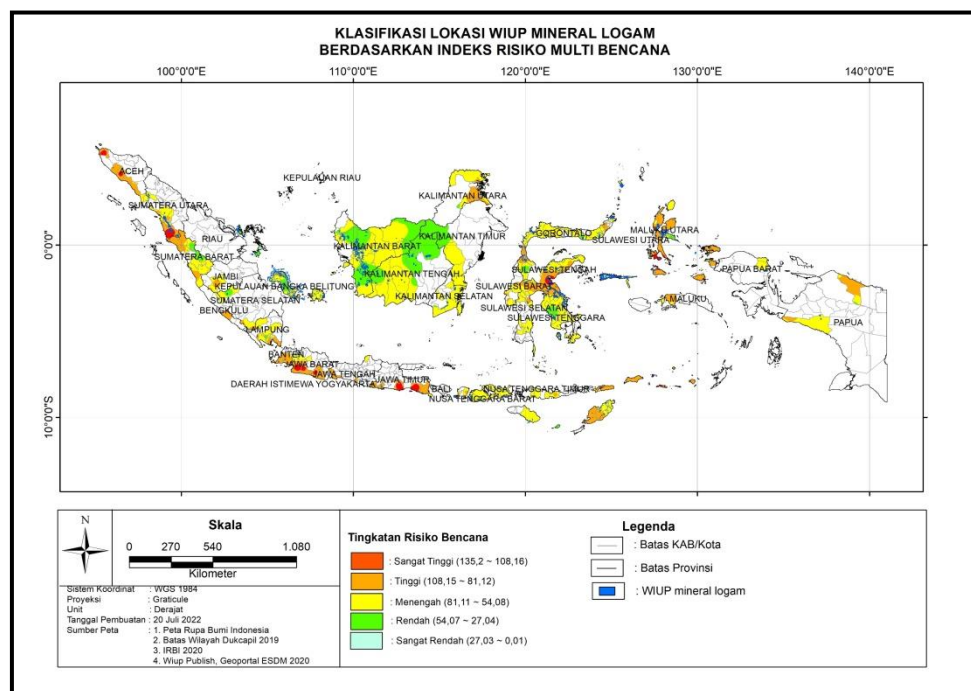 KLASIFIKASI LOKASI WIUP MINERAL LOGAM
BERDASARKAN INDEKS RISIKO MULTI BENCANA
100°0'0"E 110°0'0"E 120°0'0"E 130°0'0"E 140°0'0"E
ACEH
KEPULAUAN RIAU
KALIMANTAN UTARA
SUMATERA UTARA
RIAU
KALIMANTAN BARAT
KALIMANTAN TIMUR
GORONTALO
SULAWESI UTARA
MALUKU UTARA
0°0'0"
SUMATERA BARAT
JAMBI
KALIMANTAN TENGAH
SULAWESI TENGAH
PAPUA BARAT
KEPULAUAN BANGKA BELITUNG
SULAWESI BARAT
SUMATERA SELATAN
KALIMANTAN SELATAN
MALUKU
BENGKULU
SULAWESI SELATAN
SULAWESI TENGGARA
PAPUA
LAMPUNG
BANTEN
JAWA BARAT
JAWA TENGAH
JAWA TIMUR
DAERAH ISTIMEWA YOGYAKARTA
BALI
NUSA TENGGARA TIMUR
NUSA TENGGARA BARAT
10°0'0"S
N
Skala
0 270 540 1.080
Kilometer
Sistem Koordinat : WGS 1984
Proyeksi : Graticule
Unit : Derajat
Tanggal Pembuatan : 20 Juli 2022
Sumber Peta : 1. Peta Rupa Bumi Indonesia
2. Batas Wilayah Dukcapil 2019
3. IRBI 2020
4. Wiup Publish, Geoportal ESDM 2020
Tingkatan Risiko Bencana
: Sangat Tinggi (135,2 ~ 108,16)
: Tinggi (108,15 ~ 81,12)
: Menengah (81,11 ~ 54,08)
: Rendah (54,07 ~ 27,04)
: Sangat Rendah (27,03 ~ 0,01)
Legenda
: Batas KAB/Kota
: Batas Provinsi
: WIUP mineral logam